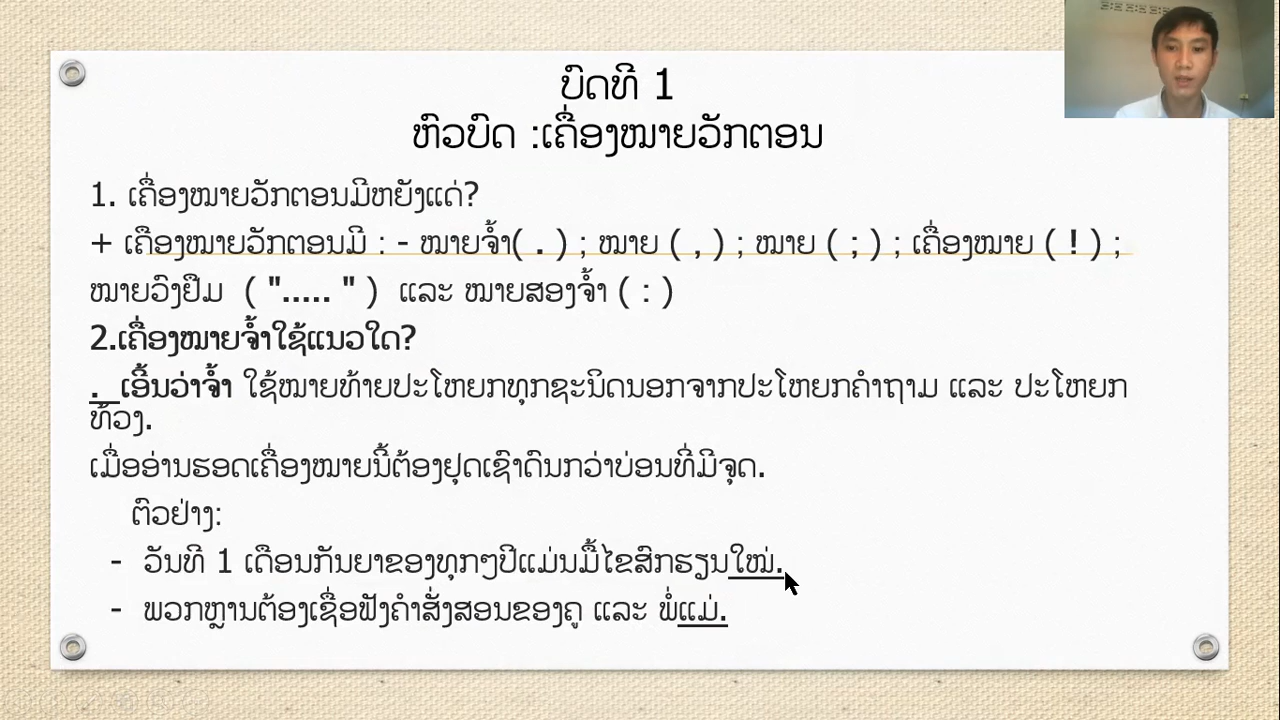 ບົດທີ 1
ຫົວບົດ :ເຄື່ອງໝາຍວັກຕອນ
1. ເຄື່ອງໝາຍວັກຕອນມີຫຍັງແດ່?
+ ເຄືອງໝາຍວັກຕອນມີ : - ໝາຍຈ້ຳ( . ) ; ໝາຍ ( , ) ; ໝາຍ ( ; ) ; ເຄື່ອງໝາຍ ( ! ) ;
ໝາຍວົງຢືມ ( "..... " ) ແລະ ໝາຍສອງຈ້ຳ ( : )
2.ເຄື່ອງໝາຍຈ້ຳໃຊ້ແນວໃດ?
. ເອີ້ນວ່າຈ້ຳ ໃຊ້ໝາຍທ້າຍປະໂຫຍກທຸກຊະນິດນອກຈາກປະໂຫຍກຄຳຖາມ ແລະ ປະໂຫຍກ
ທ້ວງ.
ເມື່ອອ່ານຮອດເຄື່ອງໝາຍນີ້ຕ້ອງຢຸດເຊົາດົນກວ່າບ່ອນທີ່ມີຈຸດ.
ຕົວຢ່າງ:
- ວັນທີ 1 ເດືອນກັນຍາຂອງທຸກໆປີແມ່ນມື້ໄຂສົກຮຽນໃໝ່.
- ພວກຫຼານຕ້ອງເຊື່ອຟັງຄຳສັ່ງສອນຂອງຄູ ແລະ ພໍ່ແມ່.